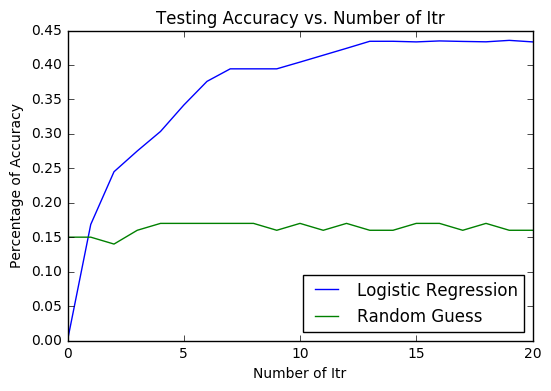 Testing Accuracy vs. Number of Itr
Percentage of Accuracy
0.45
0.40
0.35
0.30
0.25
0.20
0.15
0.10
0.05
0.00
0 5 10 15 20
Number of Itr
Logistic Regression
Random Guess